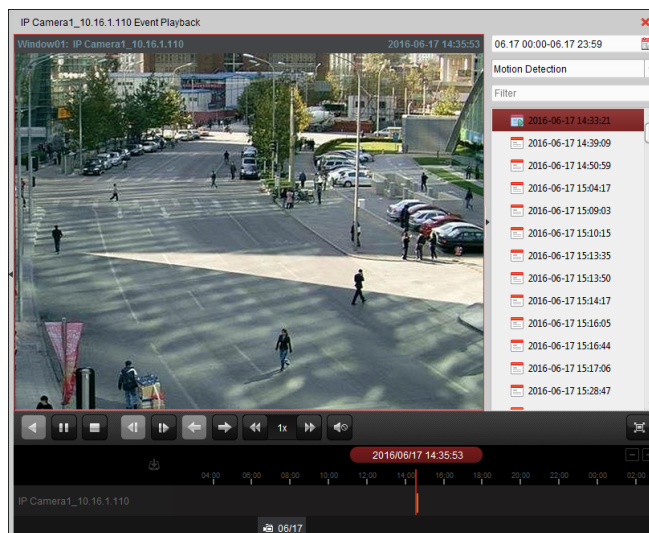 IP Camera1_10.16.1.110 Event Playback
Window01: IP Camera1_10.16.1.110
2016-06-17 14:35:53
06.17 00:00-06.17 23:59
Motion Detection
Filter
2016-06-17 14:33:21
2016-06-17 14:39:09
2016-06-17 14:50:59
2016-06-17 15:04:17
2016-06-17 15:09:03
2016-06-17 15:10:15
2016-06-17 15:13:35
2016-06-17 15:13:50
2016-06-17 15:14:17
2016-06-17 15:16:05
2016-06-17 15:16:44
2016-06-17 15:17:06
2016-06-17 15:28:47
1x
2016/06/17 14:35:53
04:00 06:00 08:00 10:00 12:00 14:00 16:00 18:00 20:00 22:00 00:00 02:00
IP Camera1_10.16.1.110
06/17